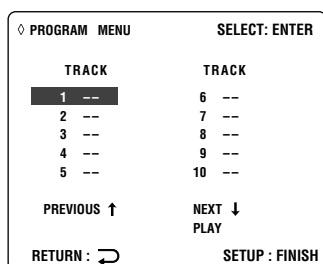 ◊ PROGRAM MENU SELECT: ENTER
TRACK TRACK
1 –– 6 ––
2 –– 7 ––
3 –– 8 ––
4 –– 9 ––
5 –– 10 ––
PREVIOUS ↑ NEXT ↓
PLAY
RETURN : ⮌ SETUP : FINISH